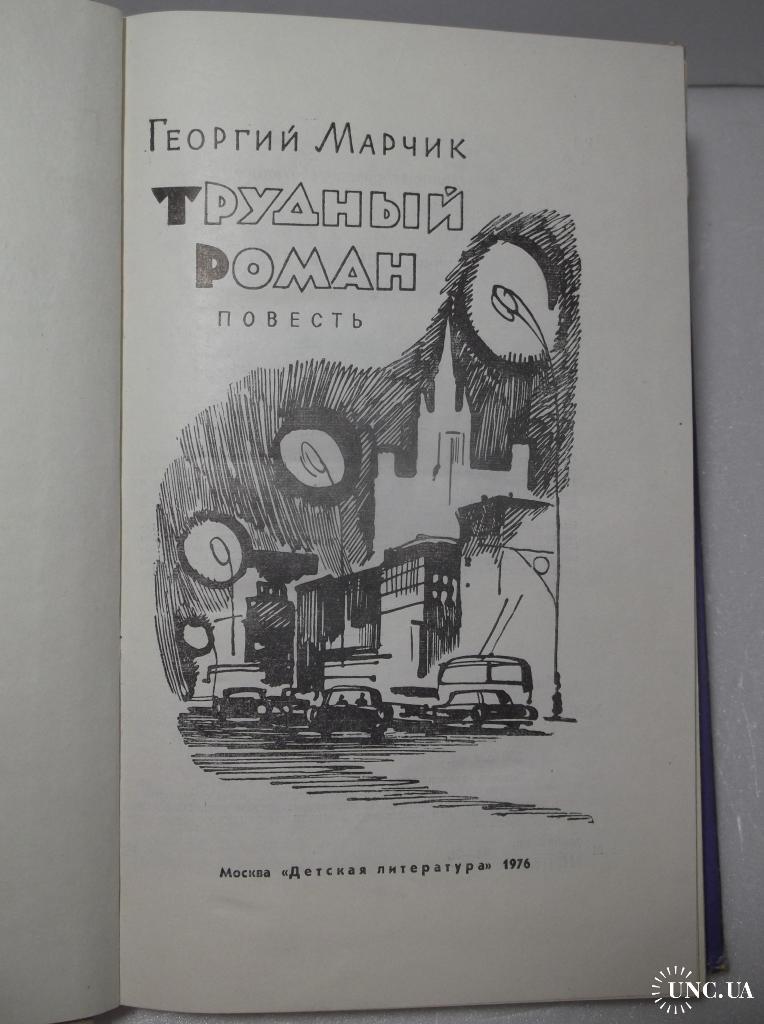 Георгий Марчик
Трудный
Роман
повесть
Москва «Детская литература» 1976
UNC.UA